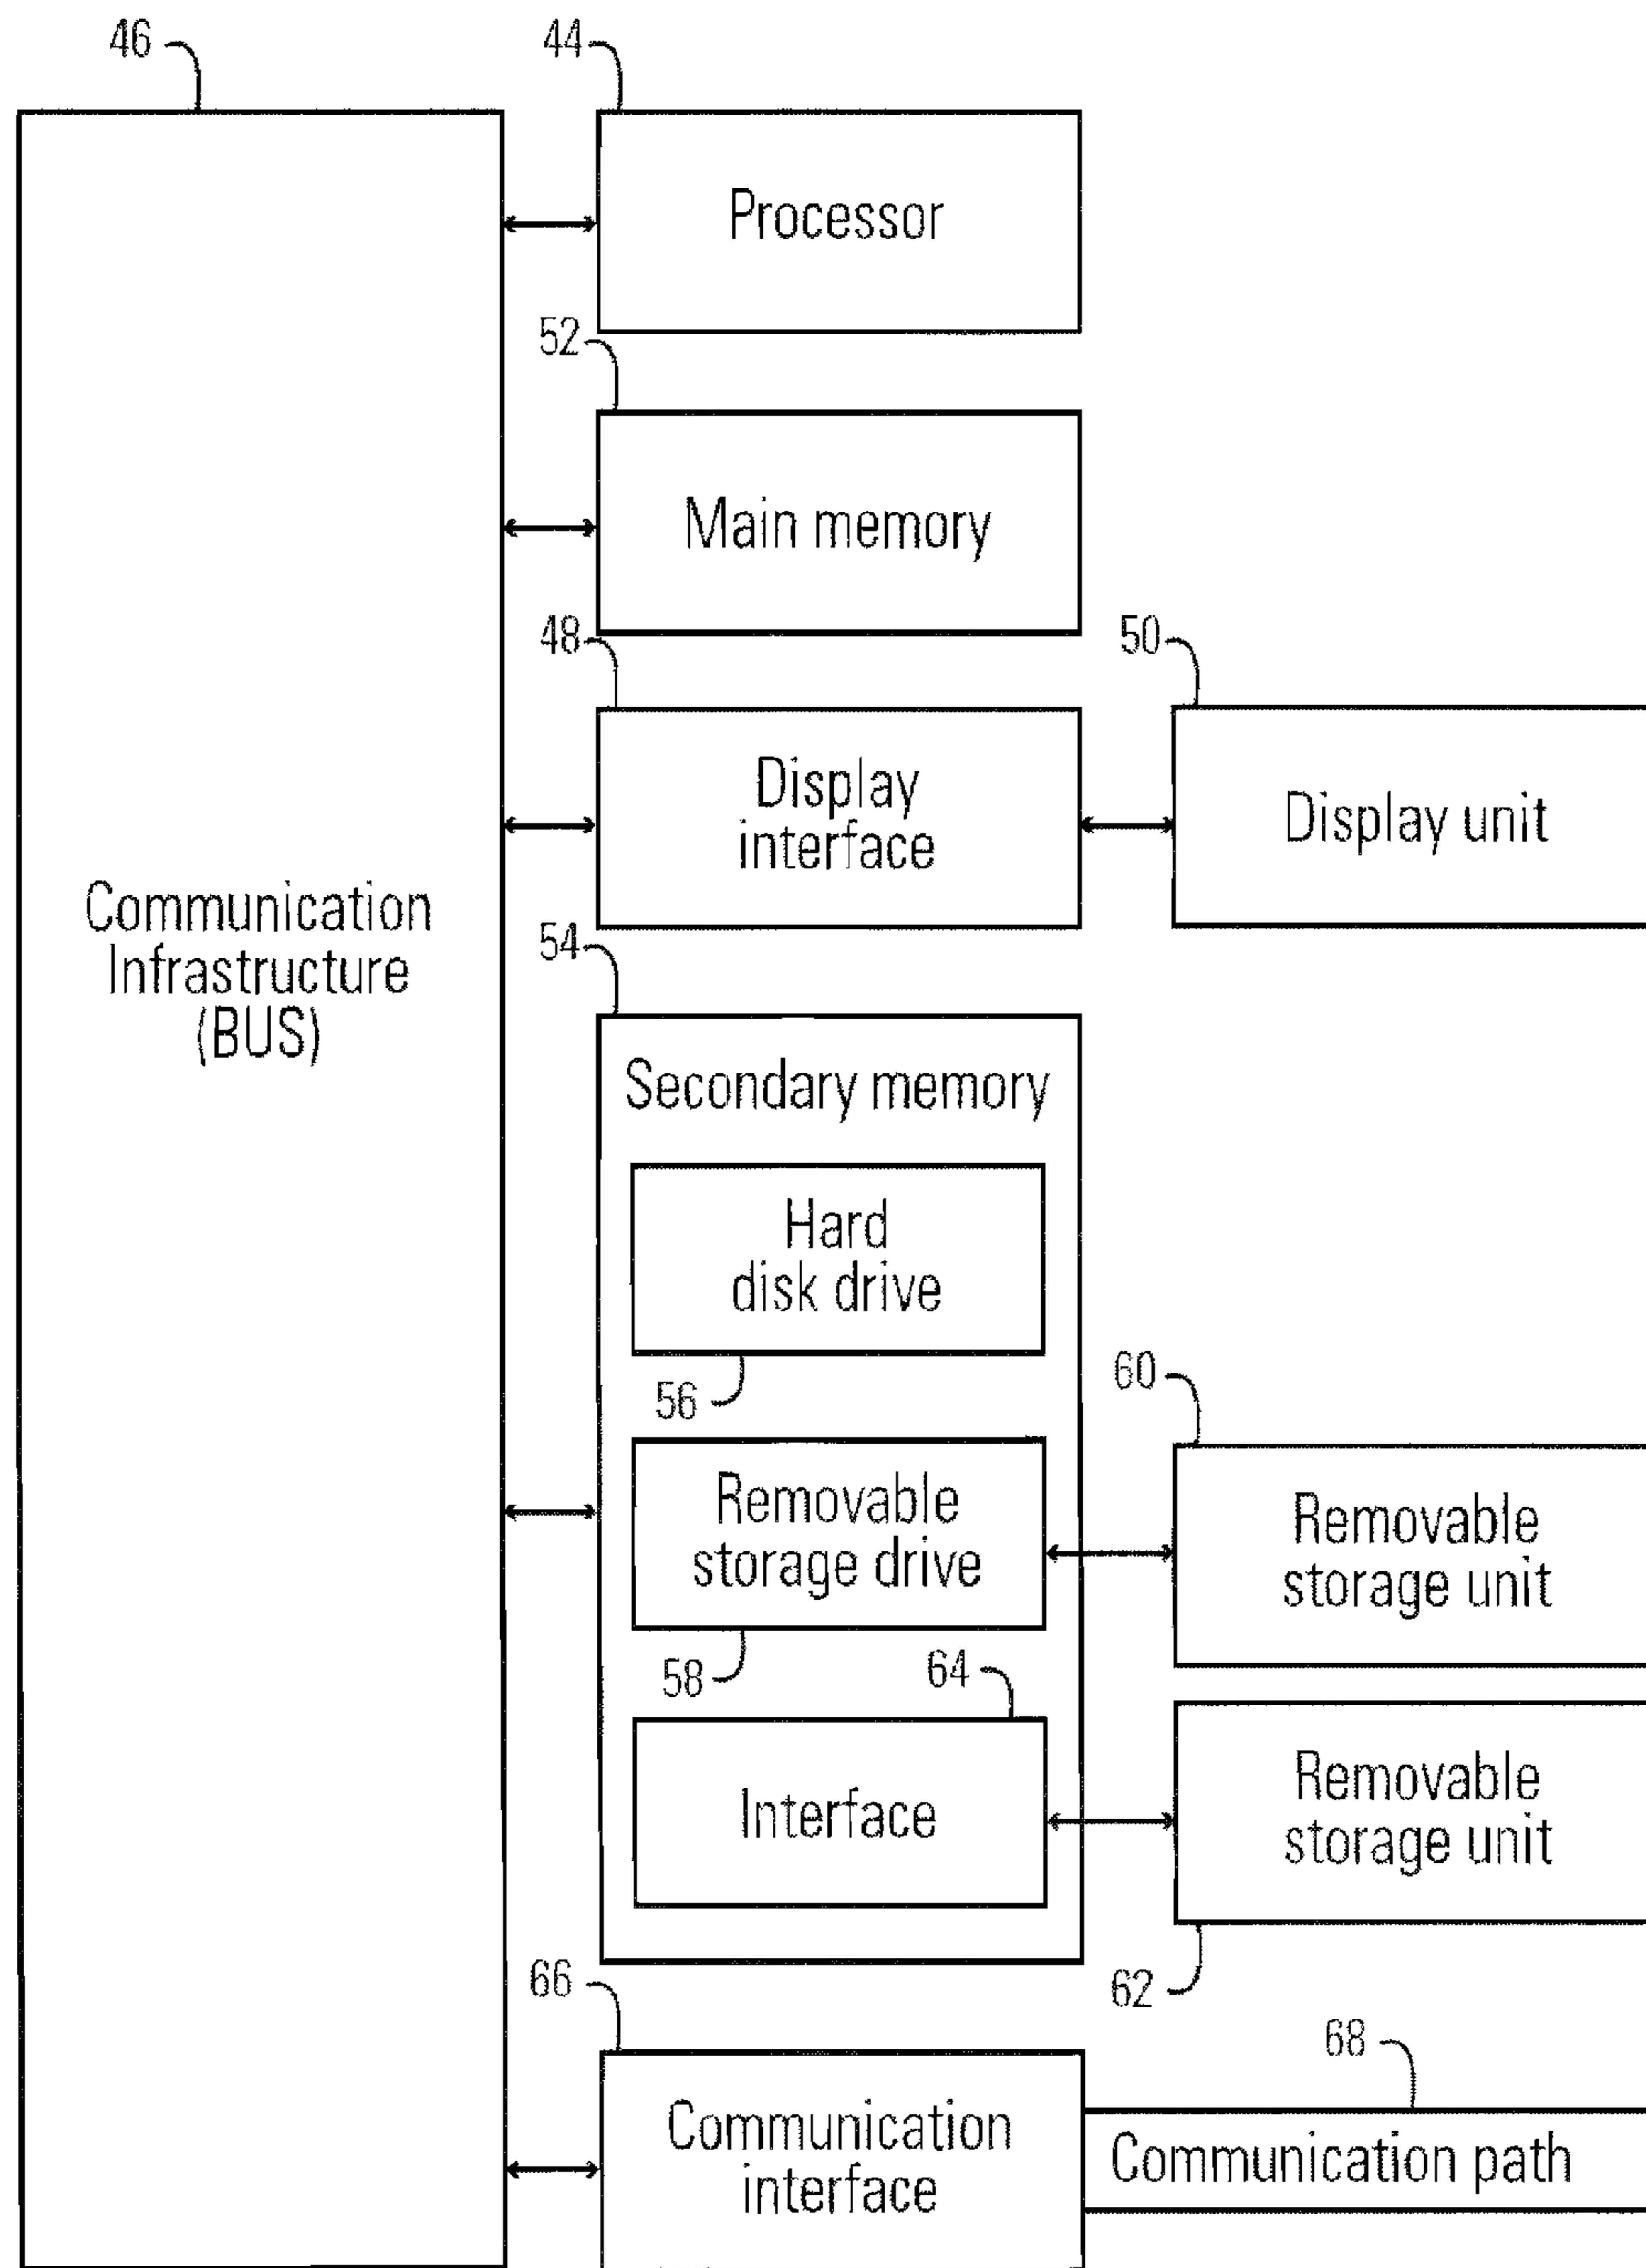 46
44
Processor
52
Main memory
48
50
Display
interface
Display unit
Communication
Infrastructure
(BUS)
54
Secondary memory
Hard
disk drive
56
60
Removable
storage drive
Removable
storage unit
58
64
Interface
Removable
storage unit
62
66
68
Communication
interface
Communication path